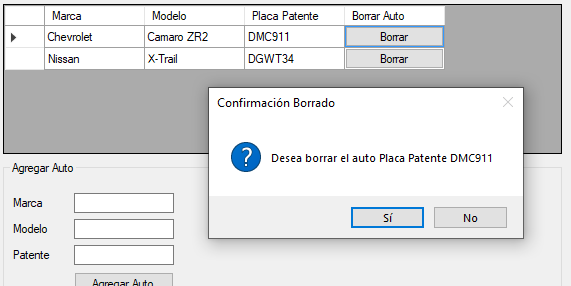 Marca Modelo Placa Patente Borrar Auto
Chevrolet Camaro ZR2 DMC911 Borrar
Nissan X-Trail DGWT34 Borrar
Confirmación Borrado
Desea borrar el auto Placa Patente DMC911
Sí No
Agregar Auto
Marca
Modelo
Patente
Agregar Auto